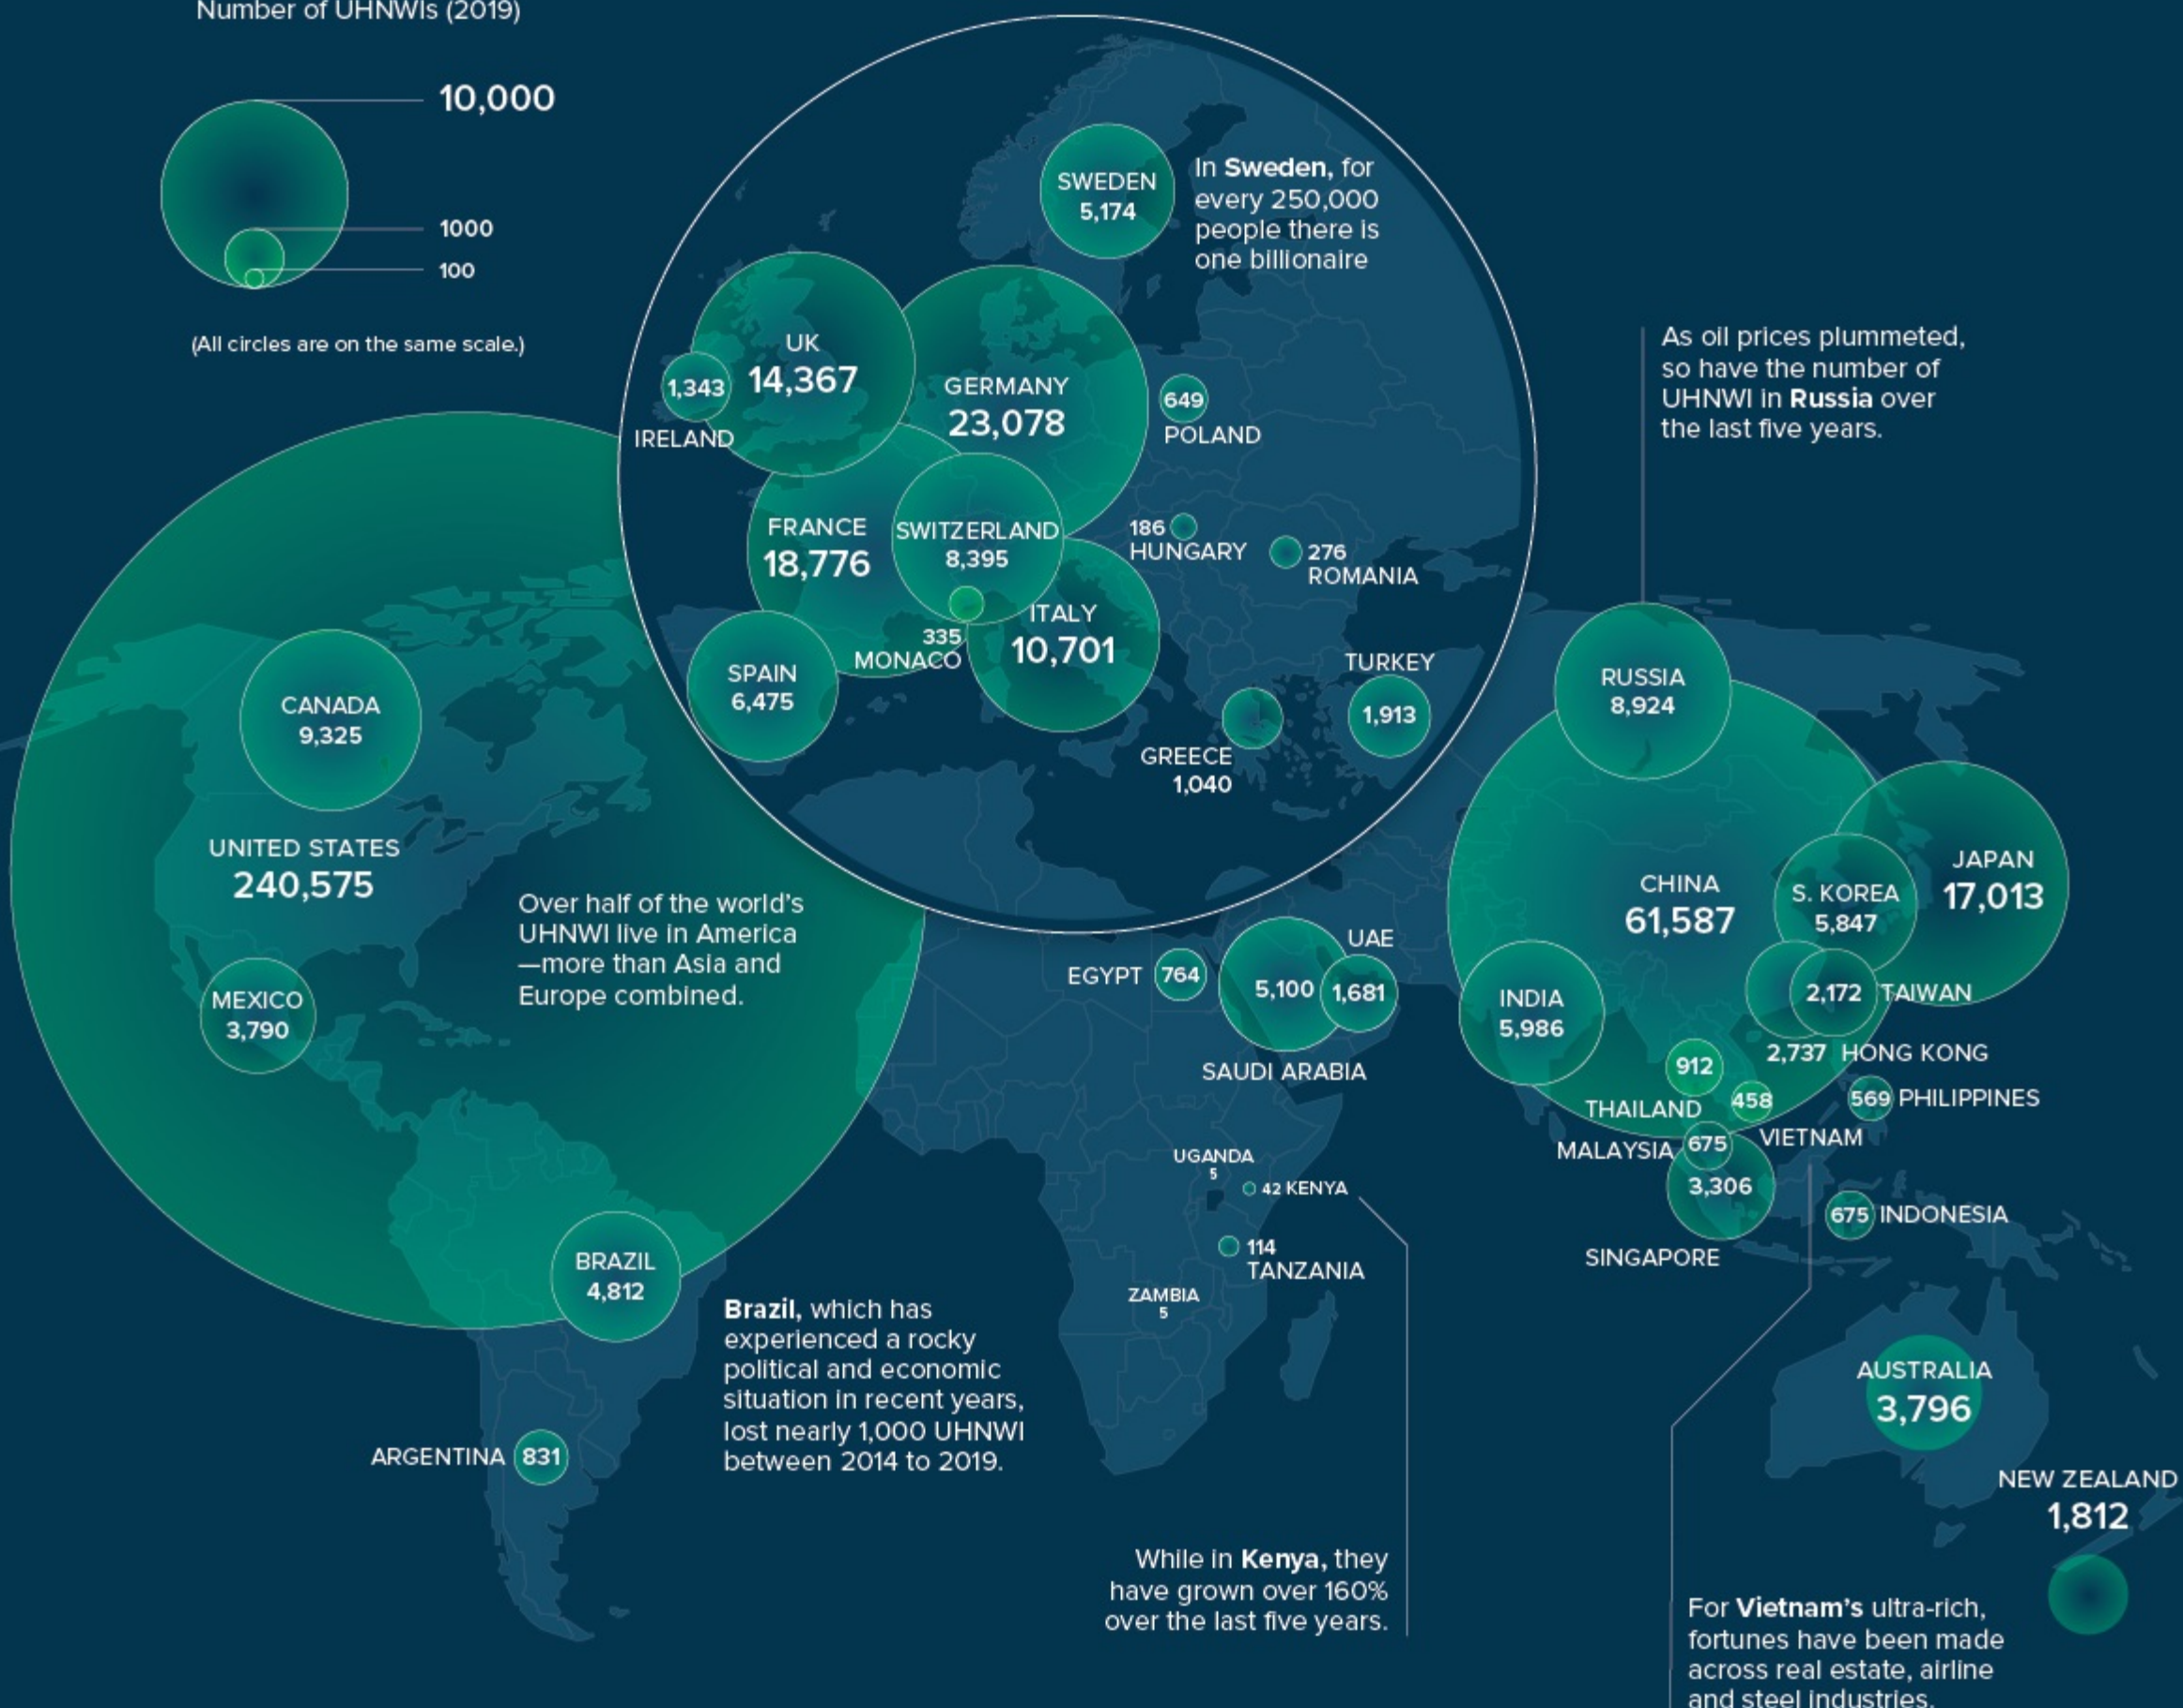 Number of UHNWIs (2019)
10,000
1000
100
(All circles are on the same scale.)
SWEDEN
5,174
In Sweden, for
every 250,000
people there is
one billionaire
UK
14,367
1,343
IRELAND
GERMANY
23,078
649
POLAND
FRANCE
18,776
SWITZERLAND
8,395
186
HUNGARY
276
ROMANIA
335
MONACO
ITALY
10,701
SPAIN
6,475
TURKEY
1,913
GREECE
1,040
As oil prices plummeted,
so have the number of
UHNWI in Russia over
the last five years.
CANADA
9,325
UNITED STATES
240,575
Over half of the world's
UHNWI live in America
—more than Asia and
Europe combined.
MEXICO
3,790
BRAZIL
4,812
Brazil, which has
experienced a rocky
political and economic
situation in recent years,
lost nearly 1,000 UHNWI
between 2014 to 2019.
ARGENTINA 831
EGYPT 764
5,100
SAUDI ARABIA
UAE
1,681
UGANDA
5
42 KENYA
114
TANZANIA
ZAMBIA
5
While in Kenya, they
have grown over 160%
over the last five years.
RUSSIA
8,924
CHINA
61,587
JAPAN
17,013
S. KOREA
5,847
INDIA
5,986
2,172 TAIWAN
2,737 HONG KONG
912
THAILAND
458
VIETNAM
569 PHILIPPINES
MALAYSIA 675
3,306
SINGAPORE
675 INDONESIA
AUSTRALIA
3,796
NEW ZEALAND
1,812
For Vietnam's ultra-rich,
fortunes have been made
across real estate, airline
and steel industries.